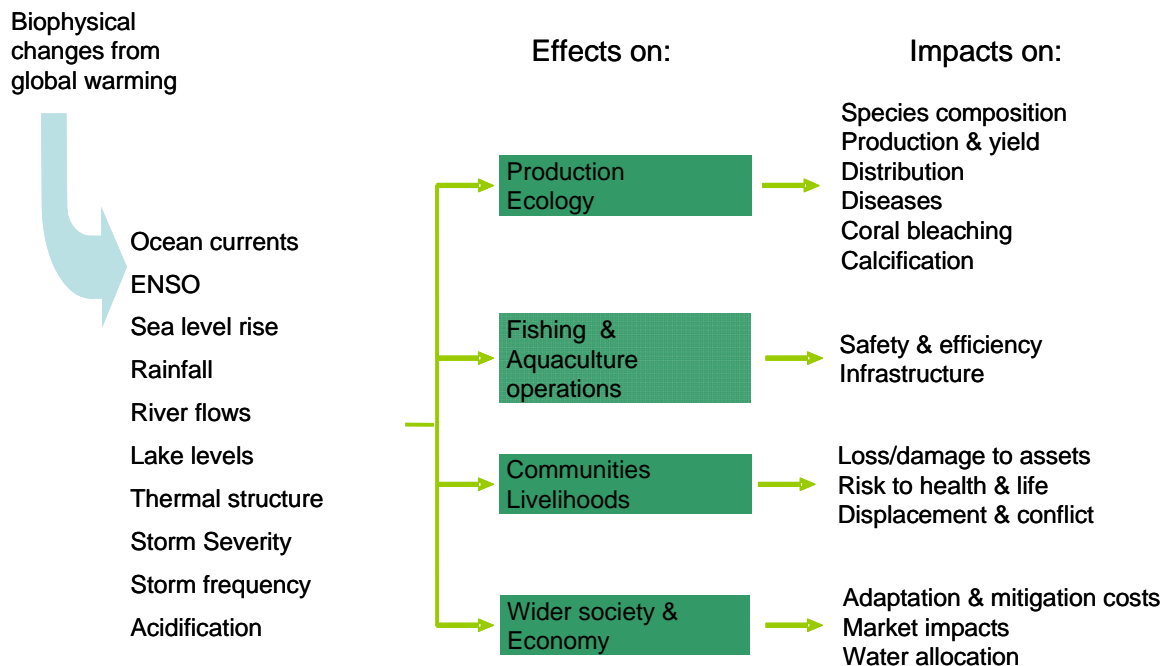 Biophysical
changes from
global warming
Effects on:
Impacts on:
Ocean currents
ENSO
Sea level rise
Rainfall
River flows
Lake levels
Thermal structure
Storm Severity
Storm frequency
Acidification
Production
Ecology
Species composition
Production & yield
Distribution
Diseases
Coral bleaching
Calcification
Fishing &
Aquaculture
operations
Safety & efficiency
Infrastructure
Communities
Livelihoods
Loss/damage to assets
Risk to health & life
Displacement & conflict
Wider society &
Economy
Adaptation & mitigation costs
Market impacts
Water allocation